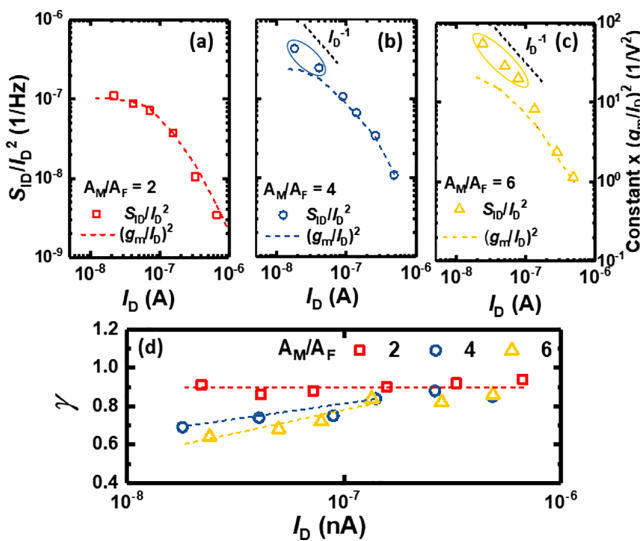 (a)
(b)
(c)
I_D^-1
I_D^-1
S_ID/I_D^2 (1/Hz)
10^-6
10^-7
10^-8
10^-9
A_M/A_F = 2
S_ID/I_D^2
(g_m/I_D)^2
A_M/A_F = 4
S_ID/I_D^2
(g_m/I_D)^2
A_M/A_F = 6
S_ID/I_D^2
(g_m/I_D)^2
10^2
10^1
10^0
10^-1
Constant x (g_m/I_D)^2 (1/V^2)
10^-8 10^-7 10^-6
10^-8 10^-7 10^-6
10^-8 10^-7 10^-6
I_D (A)
I_D (A)
I_D (A)
(d) A_M/A_F 2 4 6
γ
1.2
1.0
0.8
0.6
0.4
10^-8 10^-7 10^-6
I_D (nA)